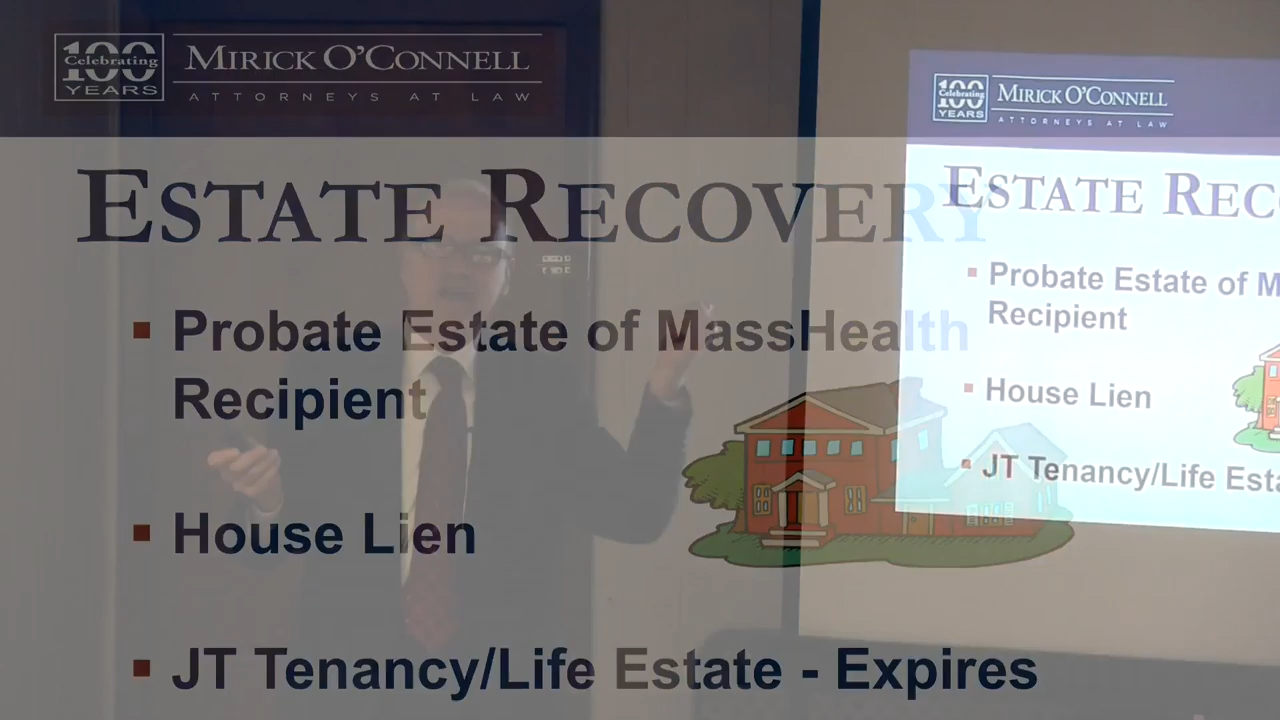 100
Celebrating
YEARS
MIRICK O'CONNELL
ATTORNEYS AT LAW
ESTATE RECOVERY
▪ Probate Estate of MassHealth
Recipient
▪ House Lien
▪ JT Tenancy/Life Estate - Expires
100
Celebrating
YEARS
MIRICK O'CONNELL
ATTORNEYS AT LAW
ESTATE REC
▪ Probate Estate of M
Recipient
▪ House Lien
▪ JT Tenancy/Life Esta